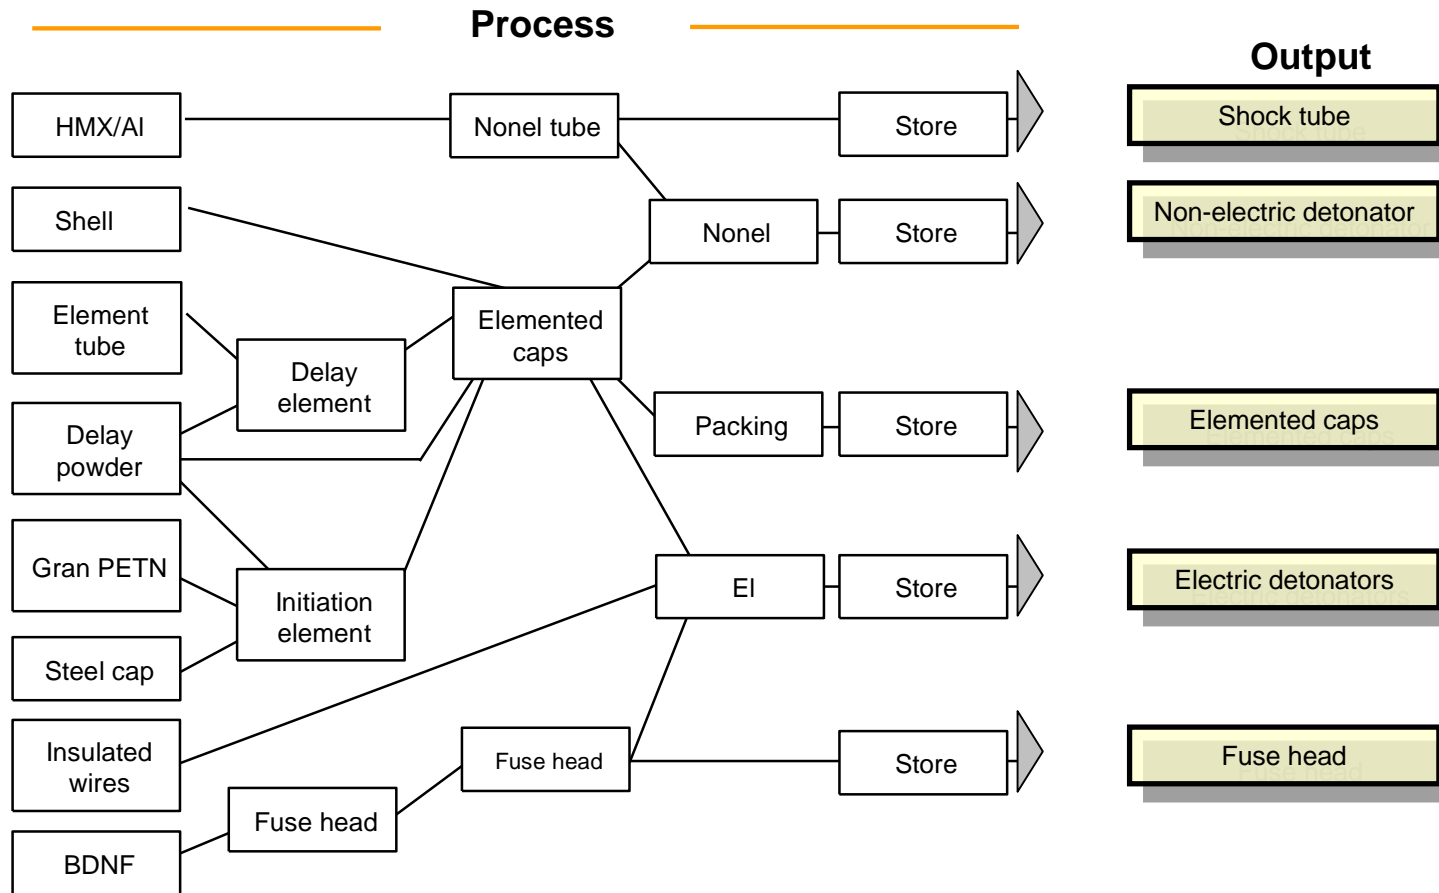 Process
Output
HMX/Al
Nonel tube
Store
Shock tube
Shell
Nonel
Store
Non-electric detonator
Element
tube
Elemented
caps
Delay
element
Delay
powder
Packing
Store
Elemented caps
Gran PETN
Initiation
element
El
Store
Electric detonators
Steel cap
Insulated
wires
Fuse head
Store
Fuse head
Fuse head
BDNF